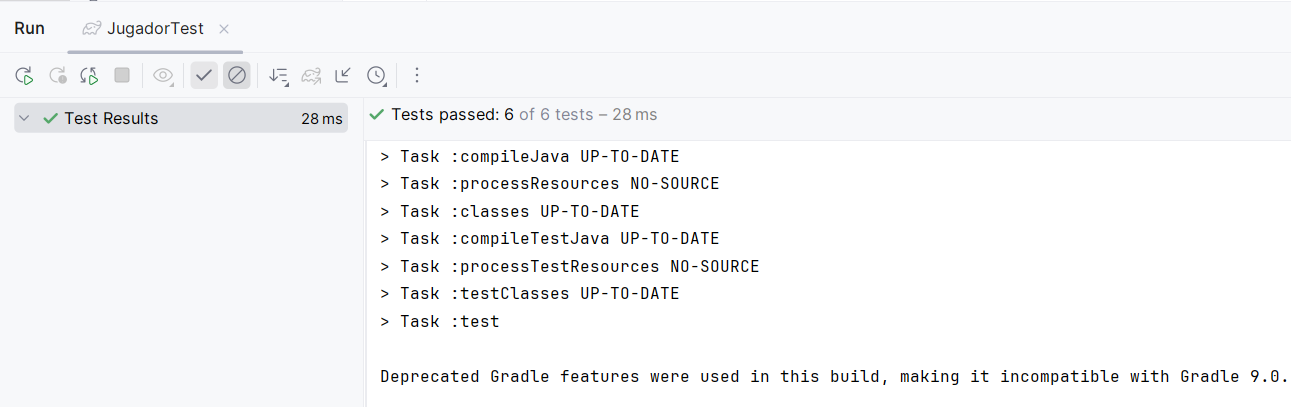 Run JugadorTest
Test Results 28 ms
Tests passed: 6 of 6 tests – 28 ms
> Task :compileJava UP-TO-DATE
> Task :processResources NO-SOURCE
> Task :classes UP-TO-DATE
> Task :compileTestJava UP-TO-DATE
> Task :processTestResources NO-SOURCE
> Task :testClasses UP-TO-DATE
> Task :test
Deprecated Gradle features were used in this build, making it incompatible with Gradle 9.0.